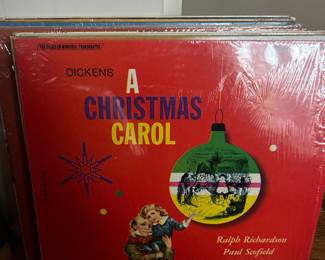 DICKENS
A
CHRISTMAS
CAROL
Ralph Richardson
Paul Scofield